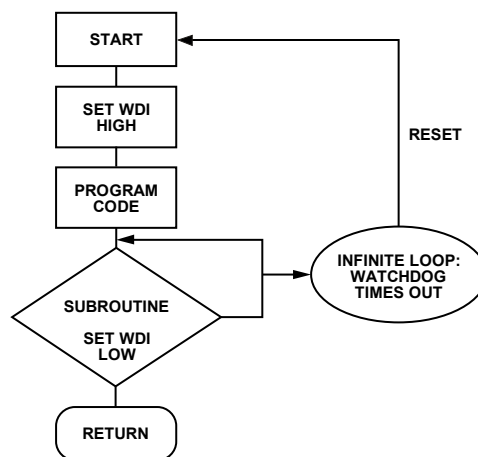 START
SET WDI
HIGH
RESET
PROGRAM
CODE
INFINITE LOOP:
WATCHDOG
TIMES OUT
SUBROUTINE
SET WDI
LOW
RETURN